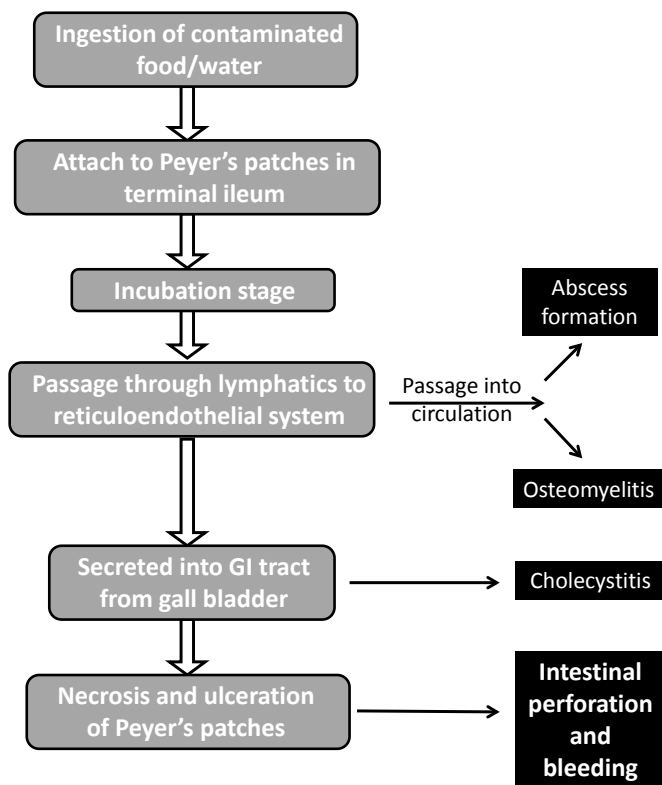 Ingestion of contaminated
food/water
Attach to Peyer's patches in
terminal ileum
Incubation stage
Passage through lymphatics to
reticuloendothelial system
Passage into
circulation
Abscess
formation
Osteomyelitis
Secreted into GI tract
from gall bladder
Cholecystitis
Necrosis and ulceration
of Peyer's patches
Intestinal
perforation
and
bleeding